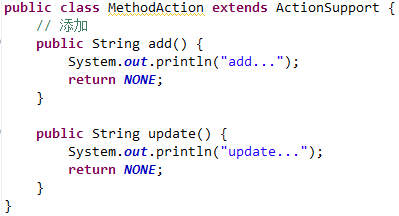 public class MethodAction extends ActionSupport {
    // 添加
    public String add() {
        System.out.println("add...");
        return NONE;
    }

    public String update() {
        System.out.println("update...");
        return NONE;
    }
}